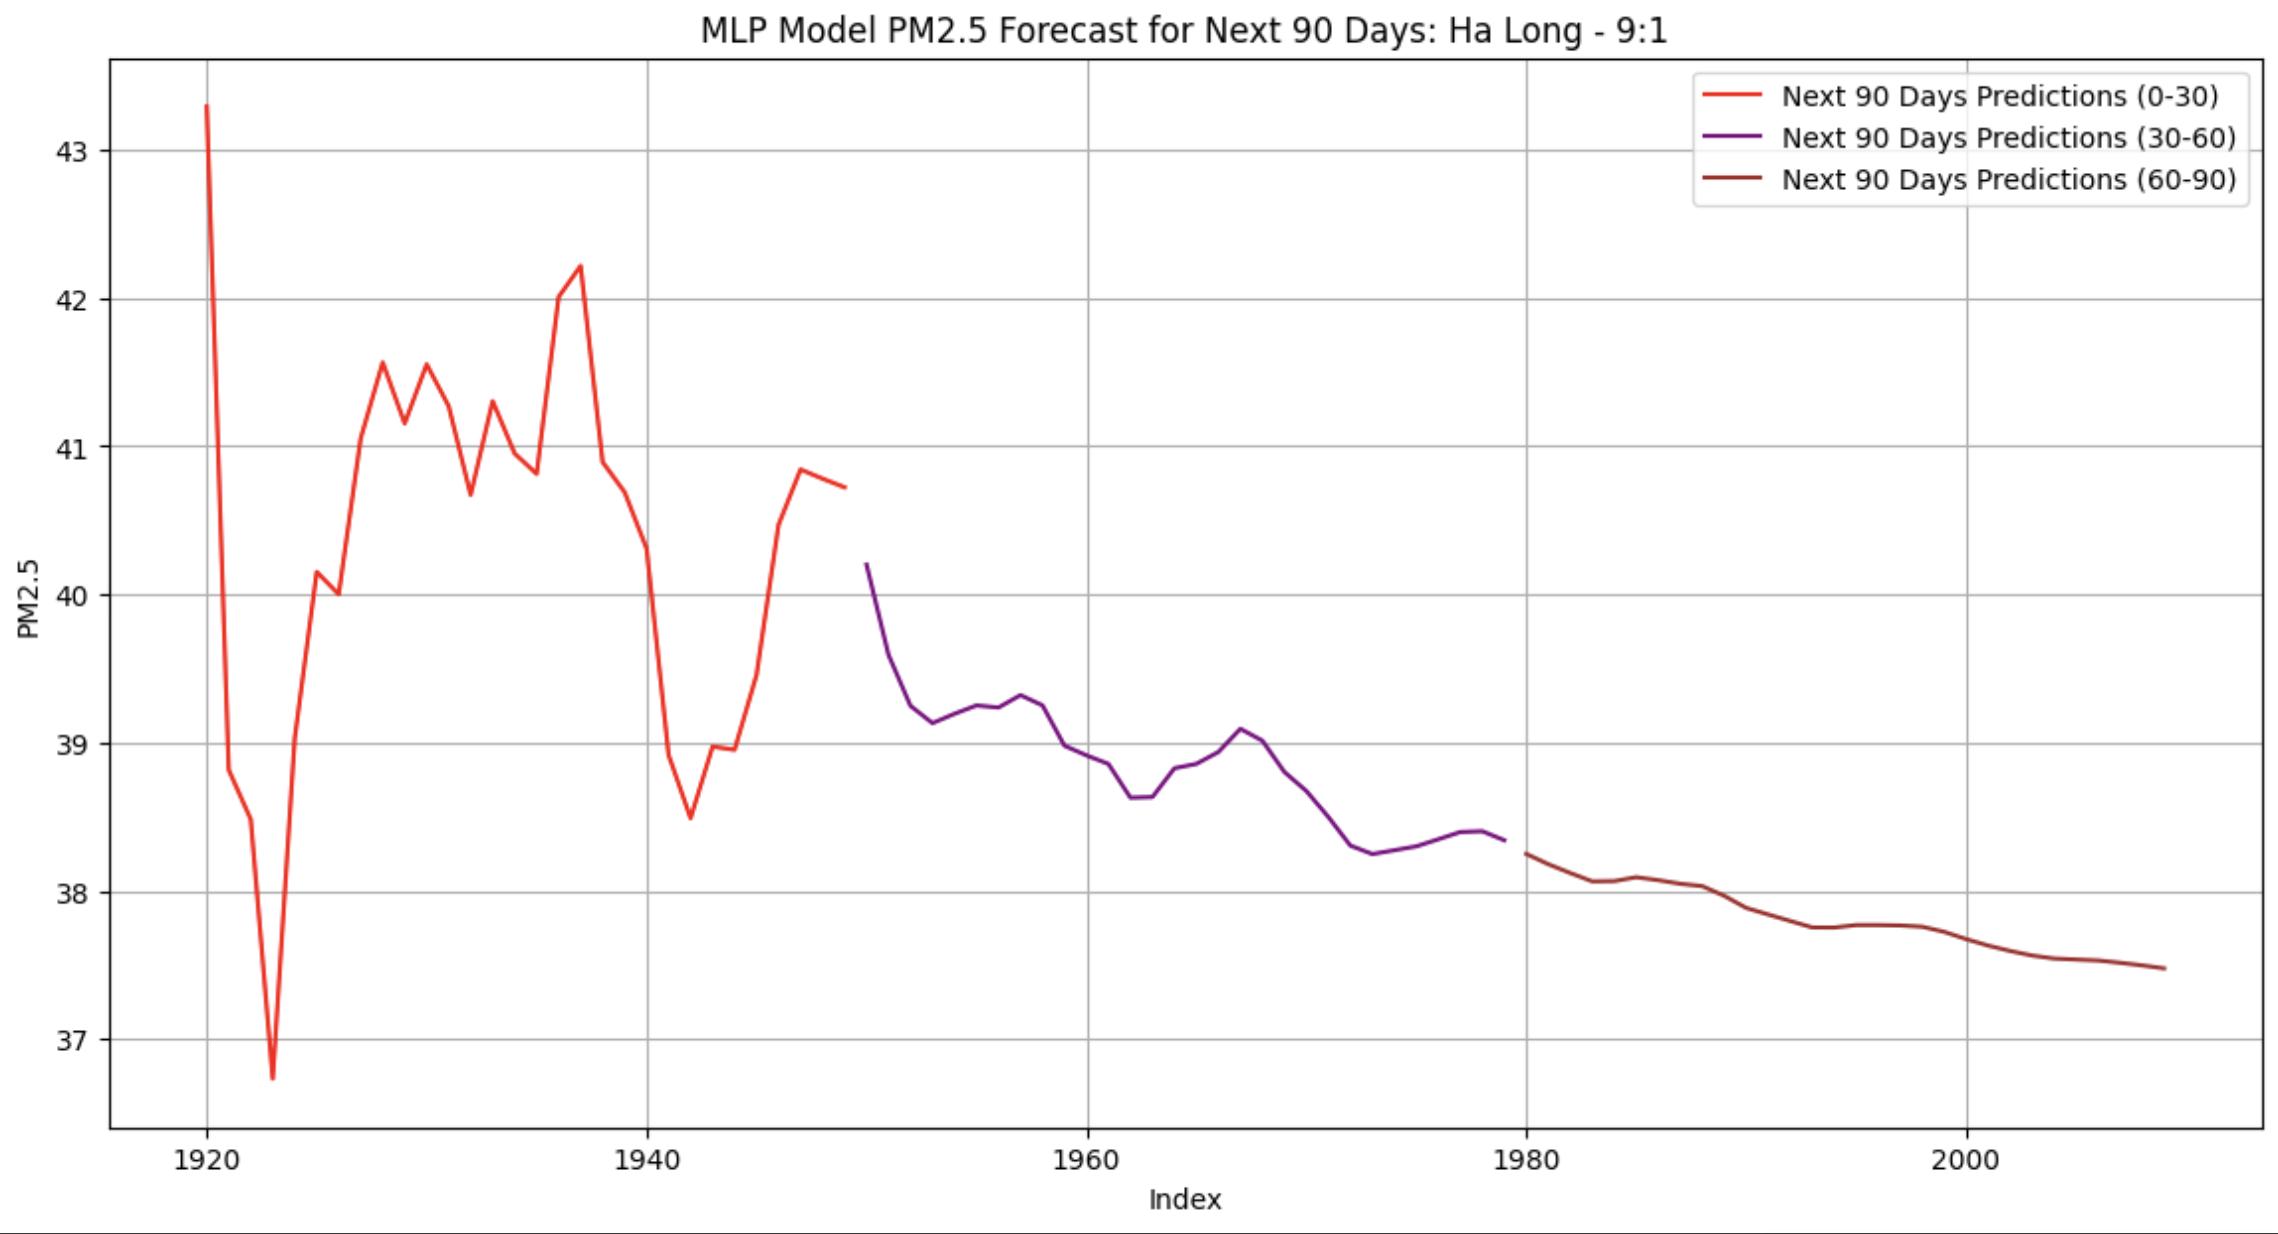 MLP Model PM2.5 Forecast for Next 90 Days: Ha Long - 9:1
Next 90 Days Predictions (0-30)
Next 90 Days Predictions (30-60)
Next 90 Days Predictions (60-90)
43
42
41
40
39
38
37
PM2.5
1920 1940 1960 1980 2000
Index